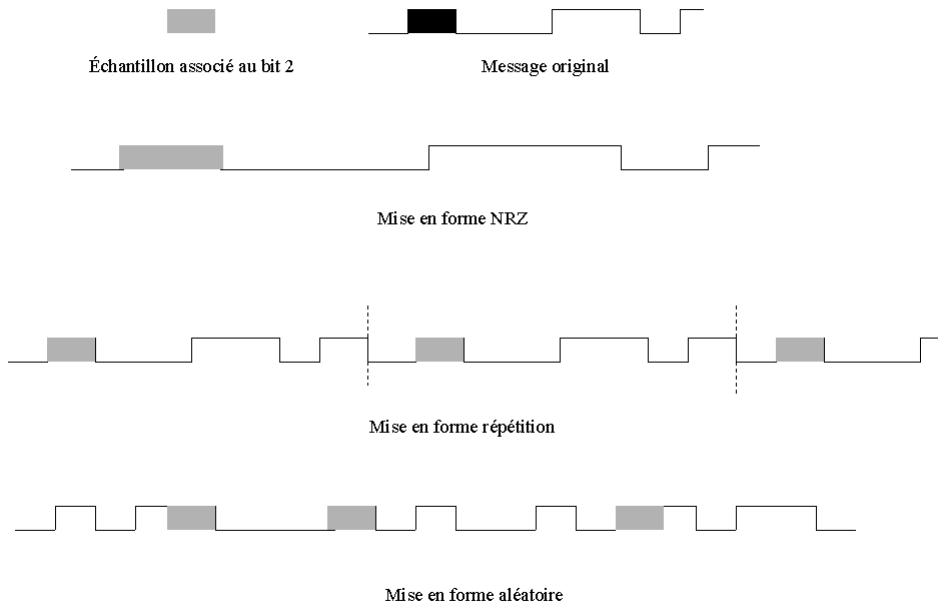 Échantillon associé au bit 2
Message original
Mise en forme NRZ
Mise en forme répétition
Mise en forme aléatoire